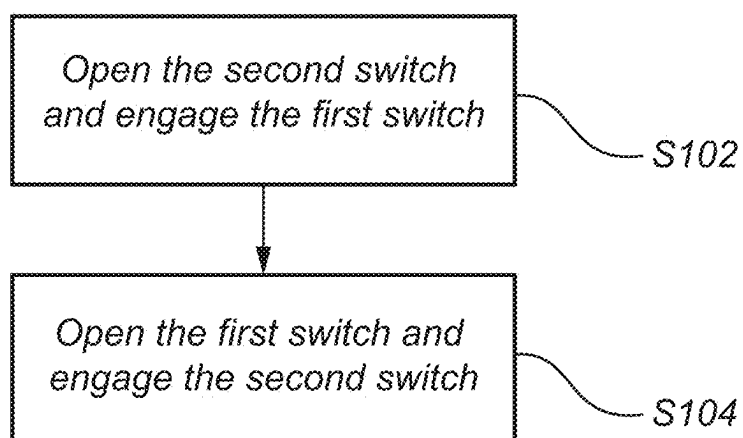 Open the second switch
and engage the first switch
S102
Open the first switch and
engage the second switch
S104